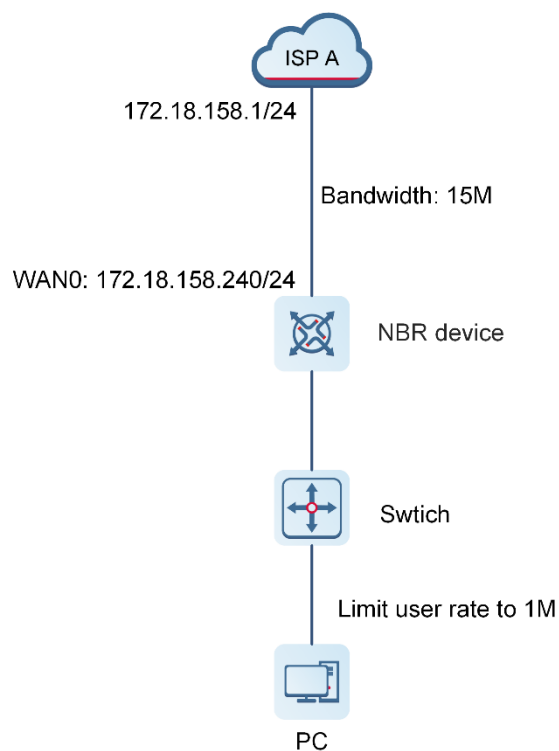 ISP A
172.18.158.1/24
Bandwidth: 15M
WAN0: 172.18.158.240/24
NBR device
Swtich
Limit user rate to 1M
PC